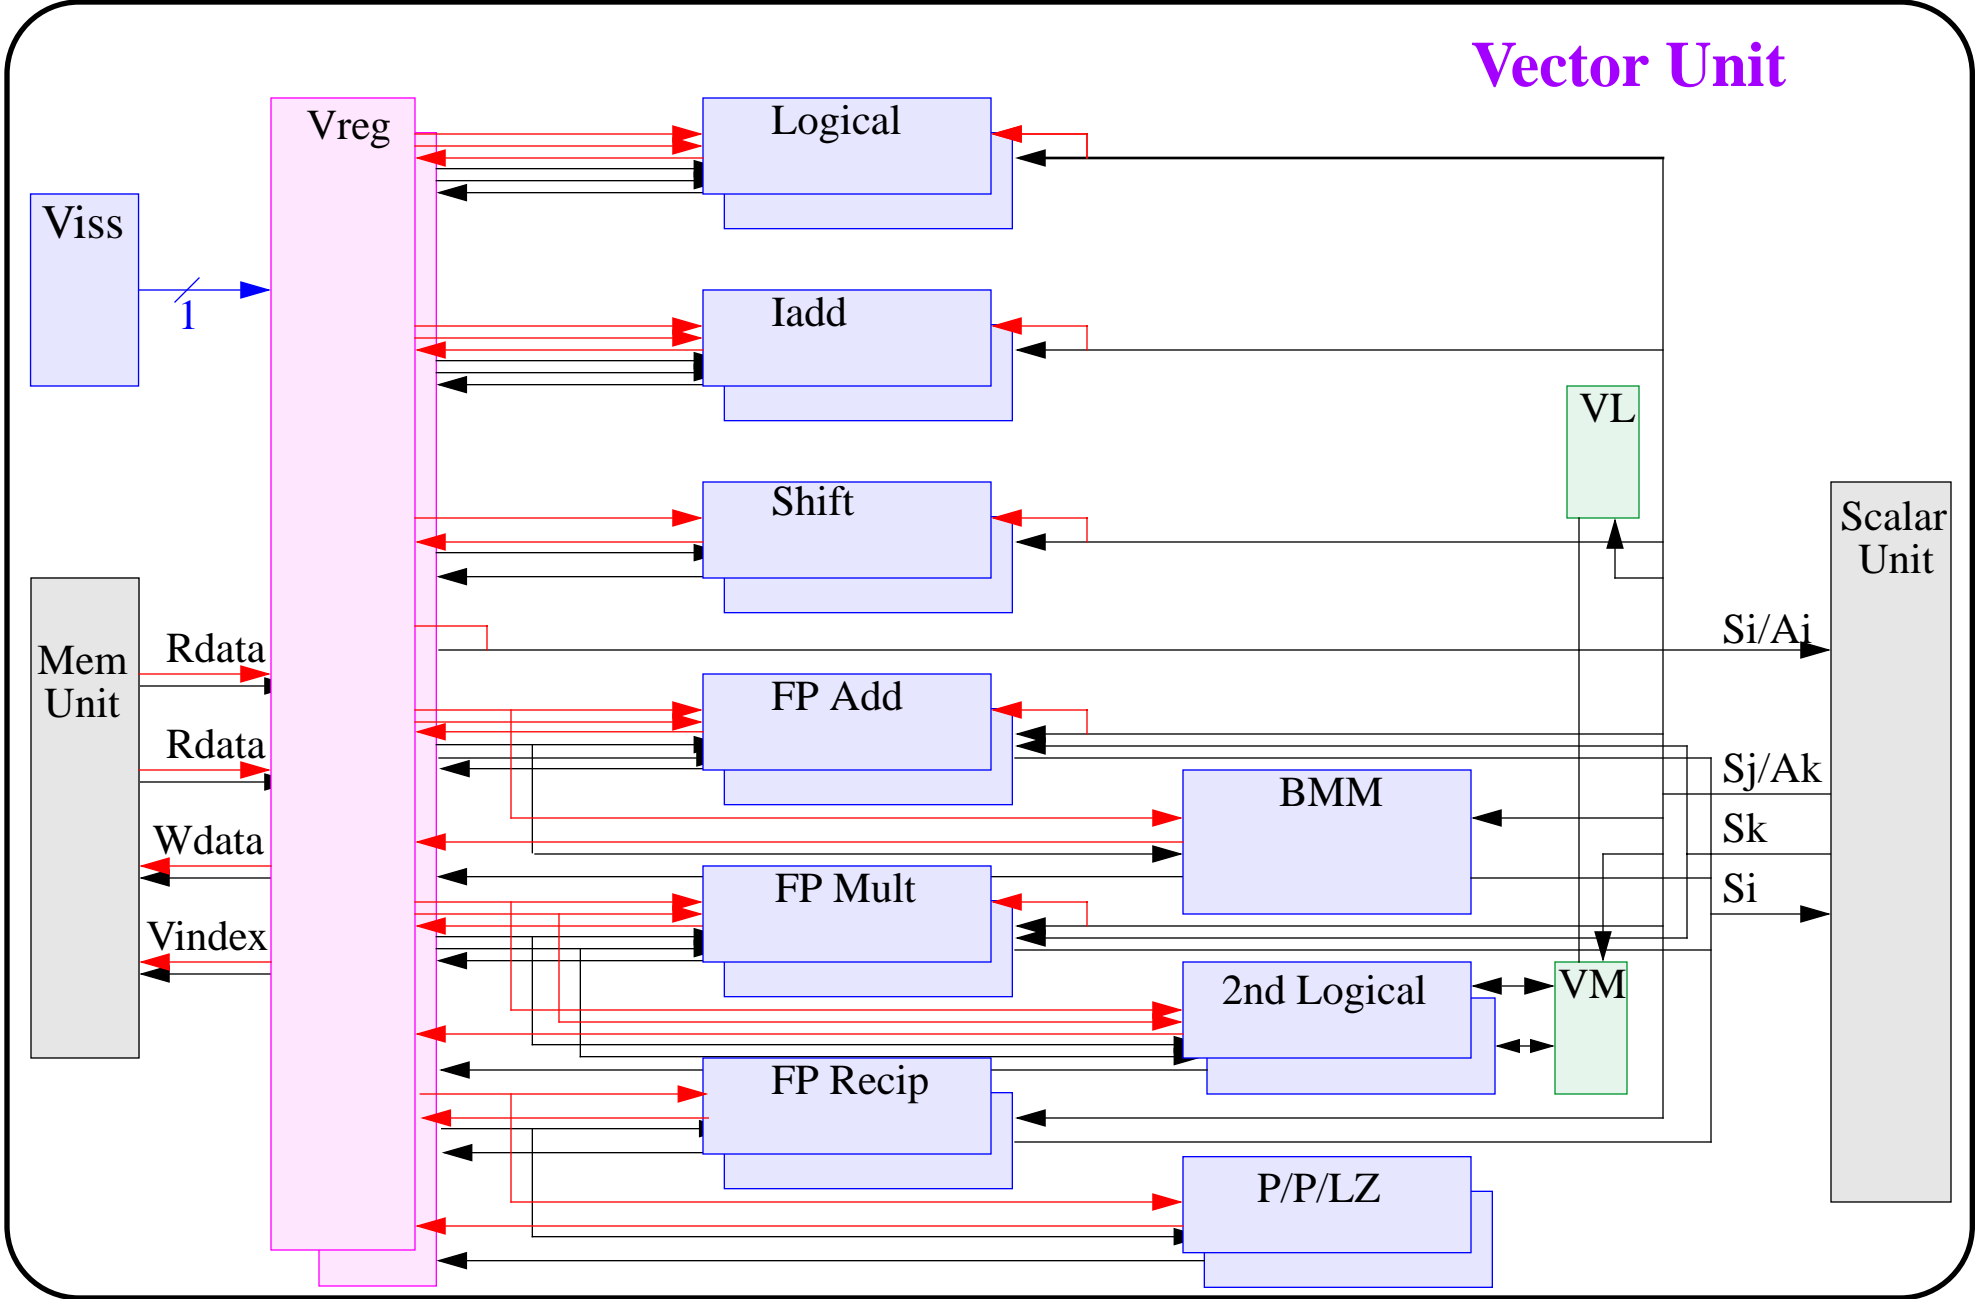 Vector Unit
Vreg
Logical
Viss
1
Iadd
VL
Shift
Scalar
Unit
Si/Ai
Rdata
Mem
Unit
FP Add
Rdata
Sj/Ak
BMM
Wdata
Sk
FP Mult
Si
Vindex
2nd Logical
VM
FP Recip
P/P/LZ